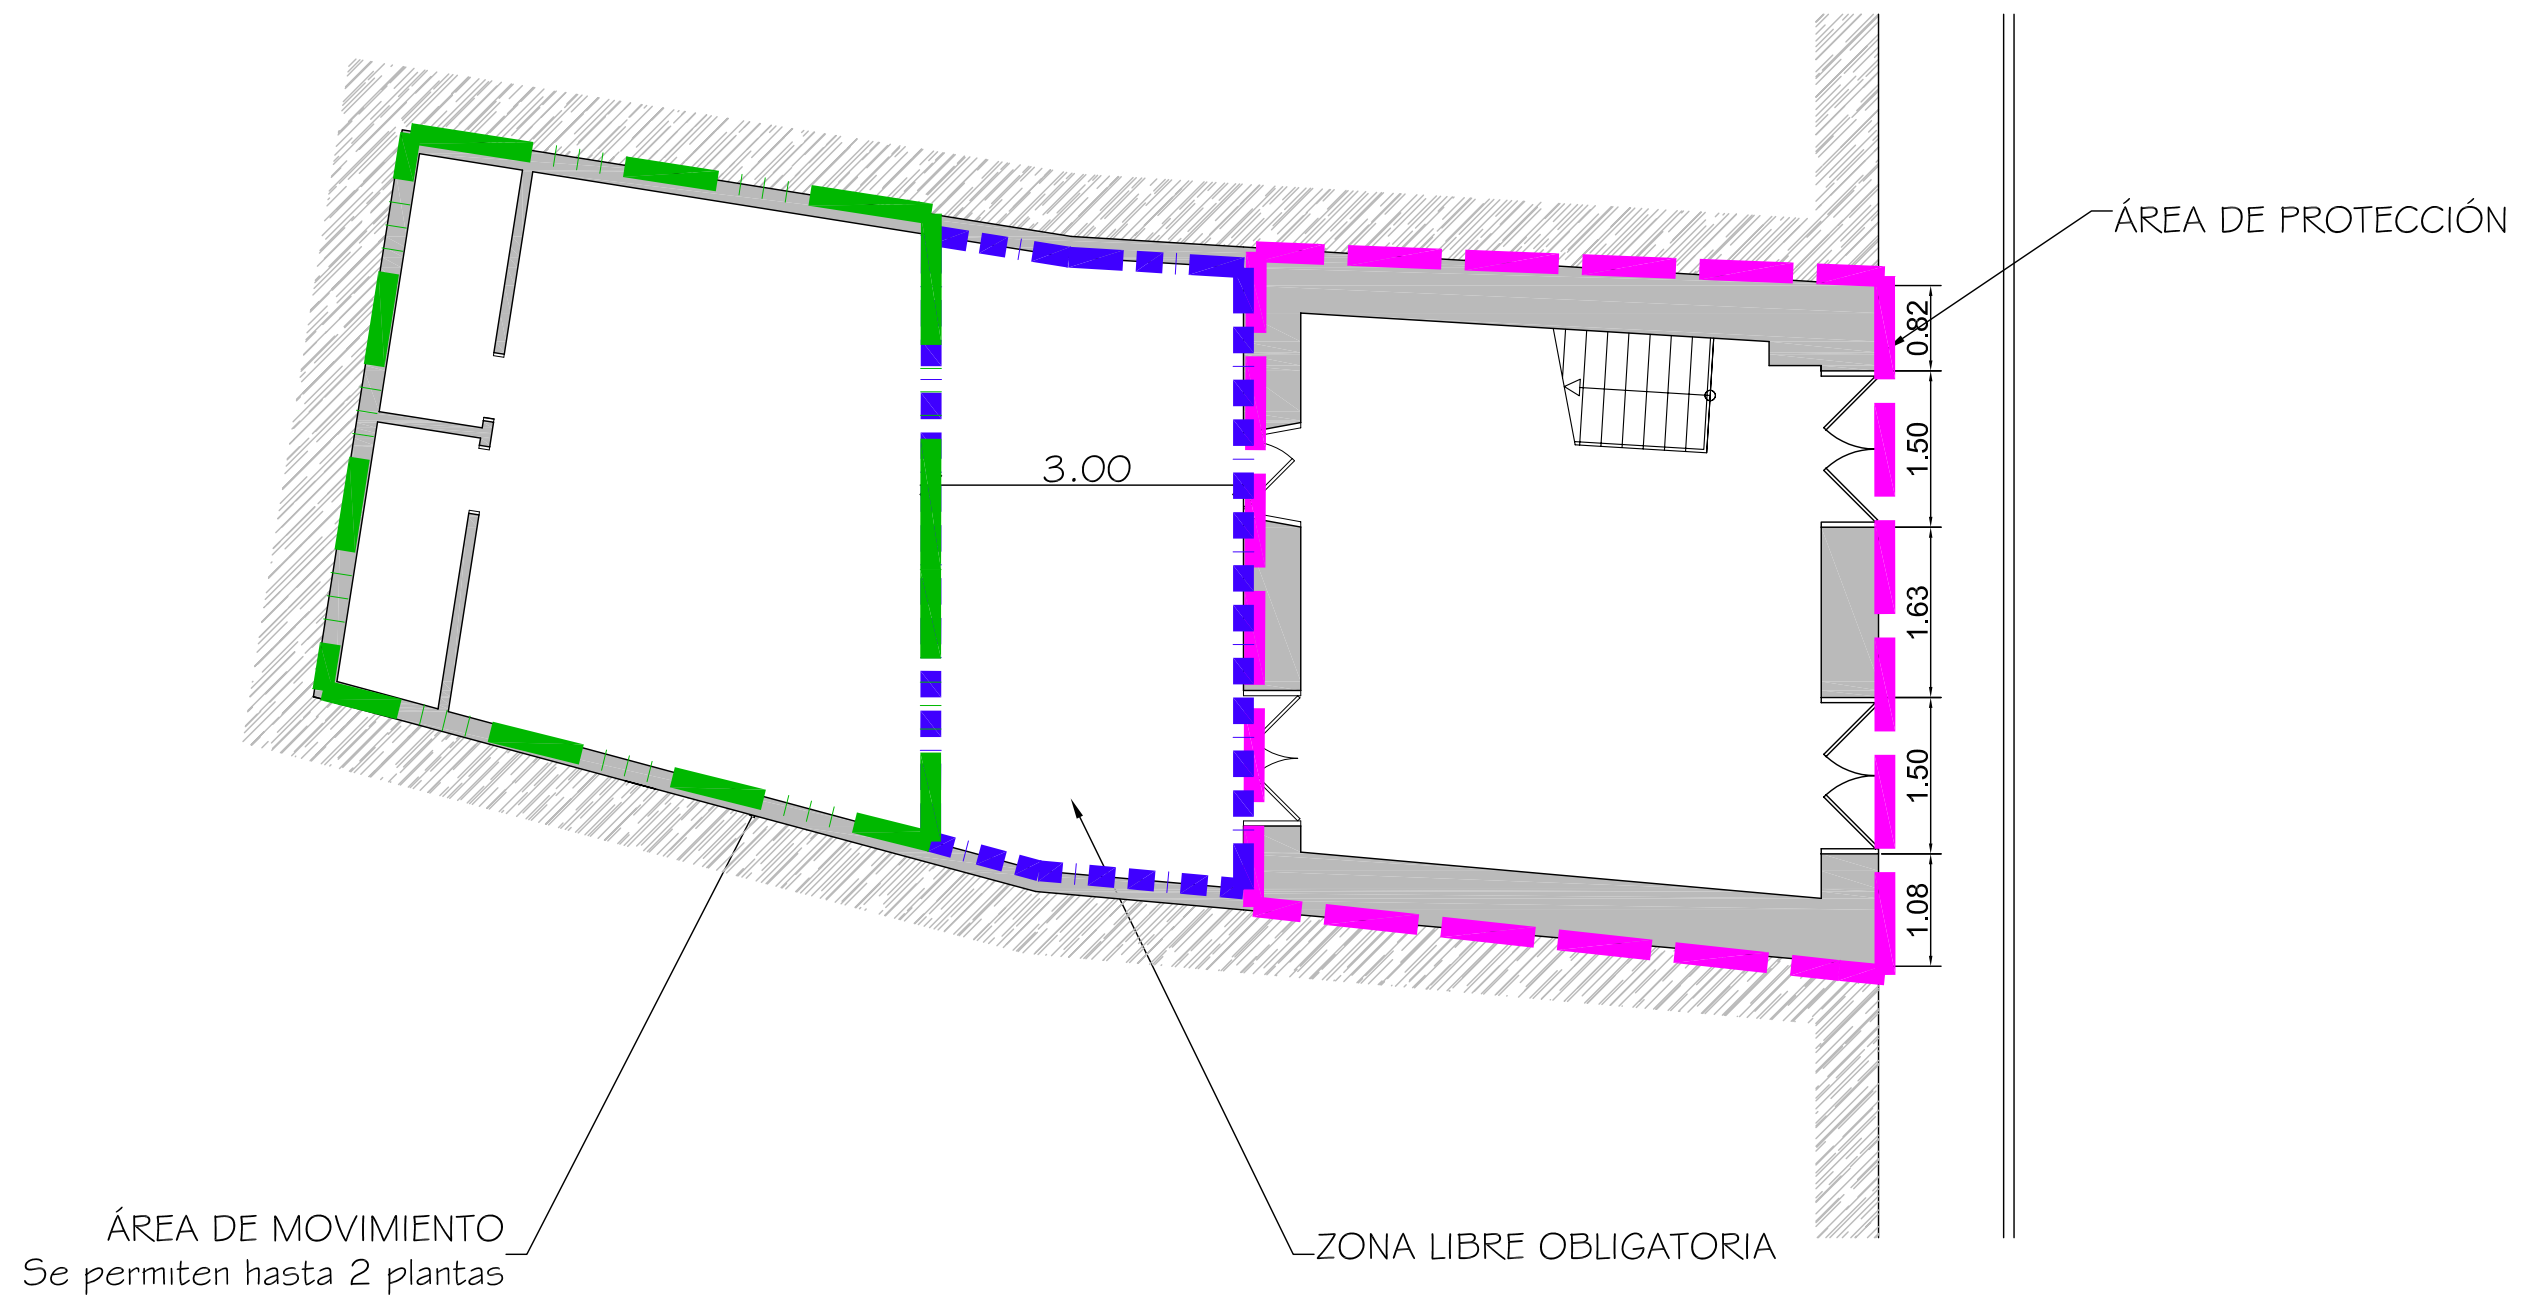 ÁREA DE PROTECCIÓN
0.82
1.50
3.00
1.63
1.50
1.08
ÁREA DE MOVIMIENTO
Se permiten hasta 2 plantas
ZONA LIBRE OBLIGATORIA